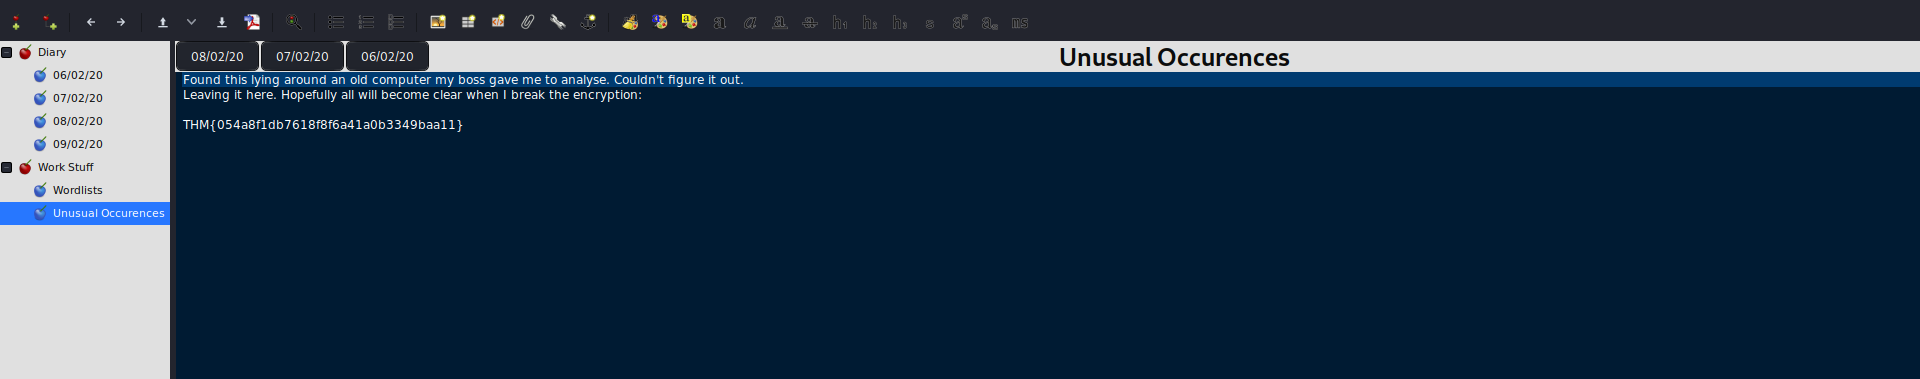 Diary
06/02/20
07/02/20
08/02/20
09/02/20
Work Stuff
Wordlists
Unusual Occurences
08/02/20 07/02/20 06/02/20
Unusual Occurences
Found this lying around an old computer my boss gave me to analyse. Couldn't figure it out.
Leaving it here. Hopefully all will become clear when I break the encryption:
THM{054a8f1db7618f8f6a41a0b3349baa11}